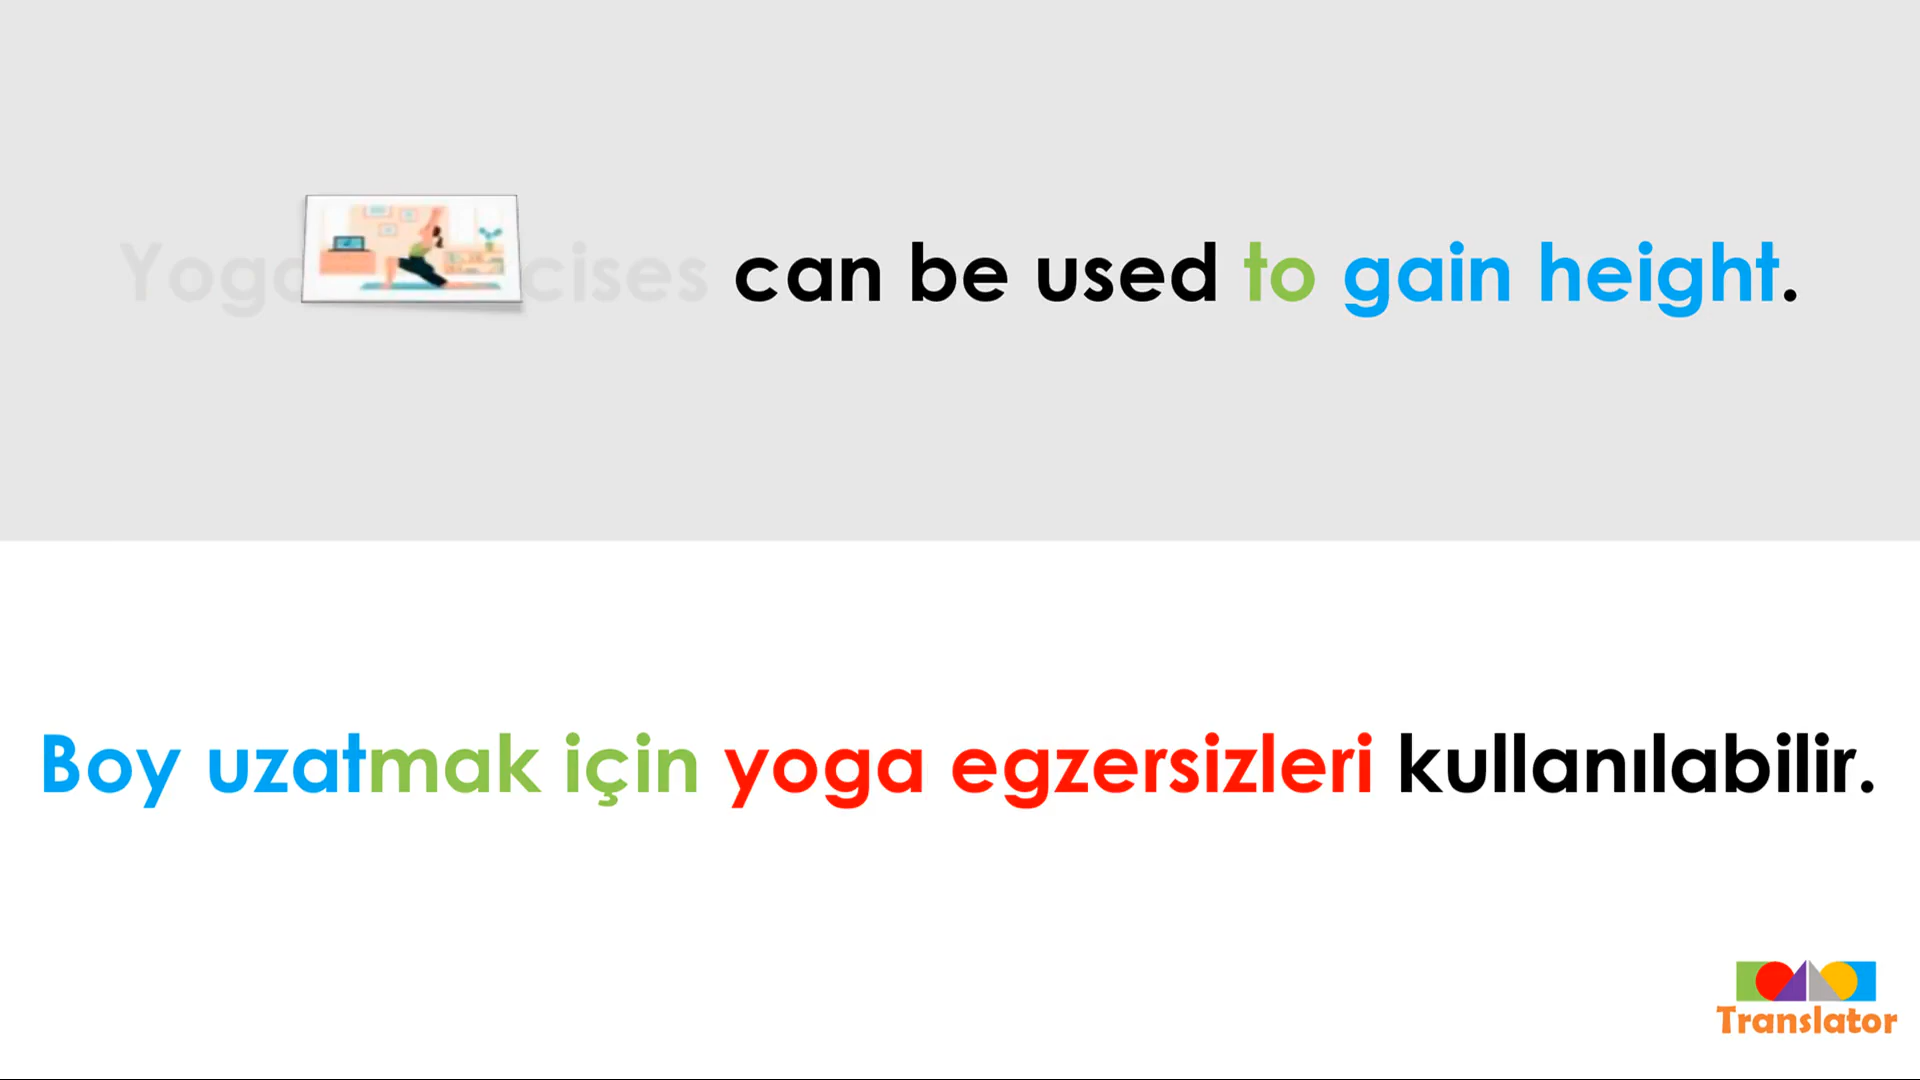 can be used to gain height.
Boy uzatmak için yoga egzersizleri kullanılabilir.
Translator